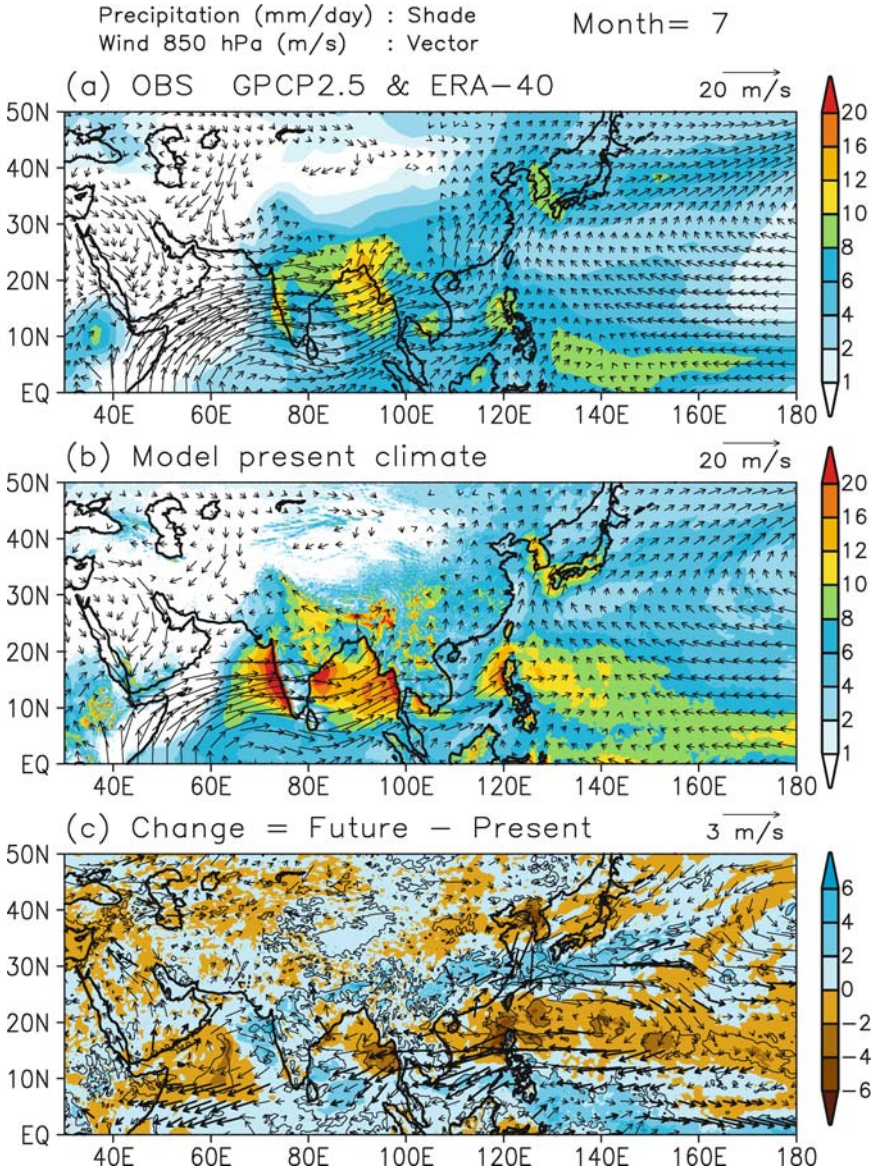 Precipitation (mm/day) : Shade
Wind 850 hPa (m/s) : Vector
Month= 7
(a) OBS GPCP2.5 & ERA-40
20 m/s
50N
40N
30N
20N
10N
EQ
40E 60E 80E 100E 120E 140E 160E 180
20
16
12
10
8
6
4
2
1
(b) Model present climate
20 m/s
50N
40N
30N
20N
10N
EQ
40E 60E 80E 100E 120E 140E 160E 180
20
16
12
10
8
6
4
2
1
(c) Change = Future - Present
3 m/s
50N
40N
30N
20N
10N
EQ
40E 60E 80E 100E 120E 140E 160E 180
6
4
2
0
-2
-4
-6